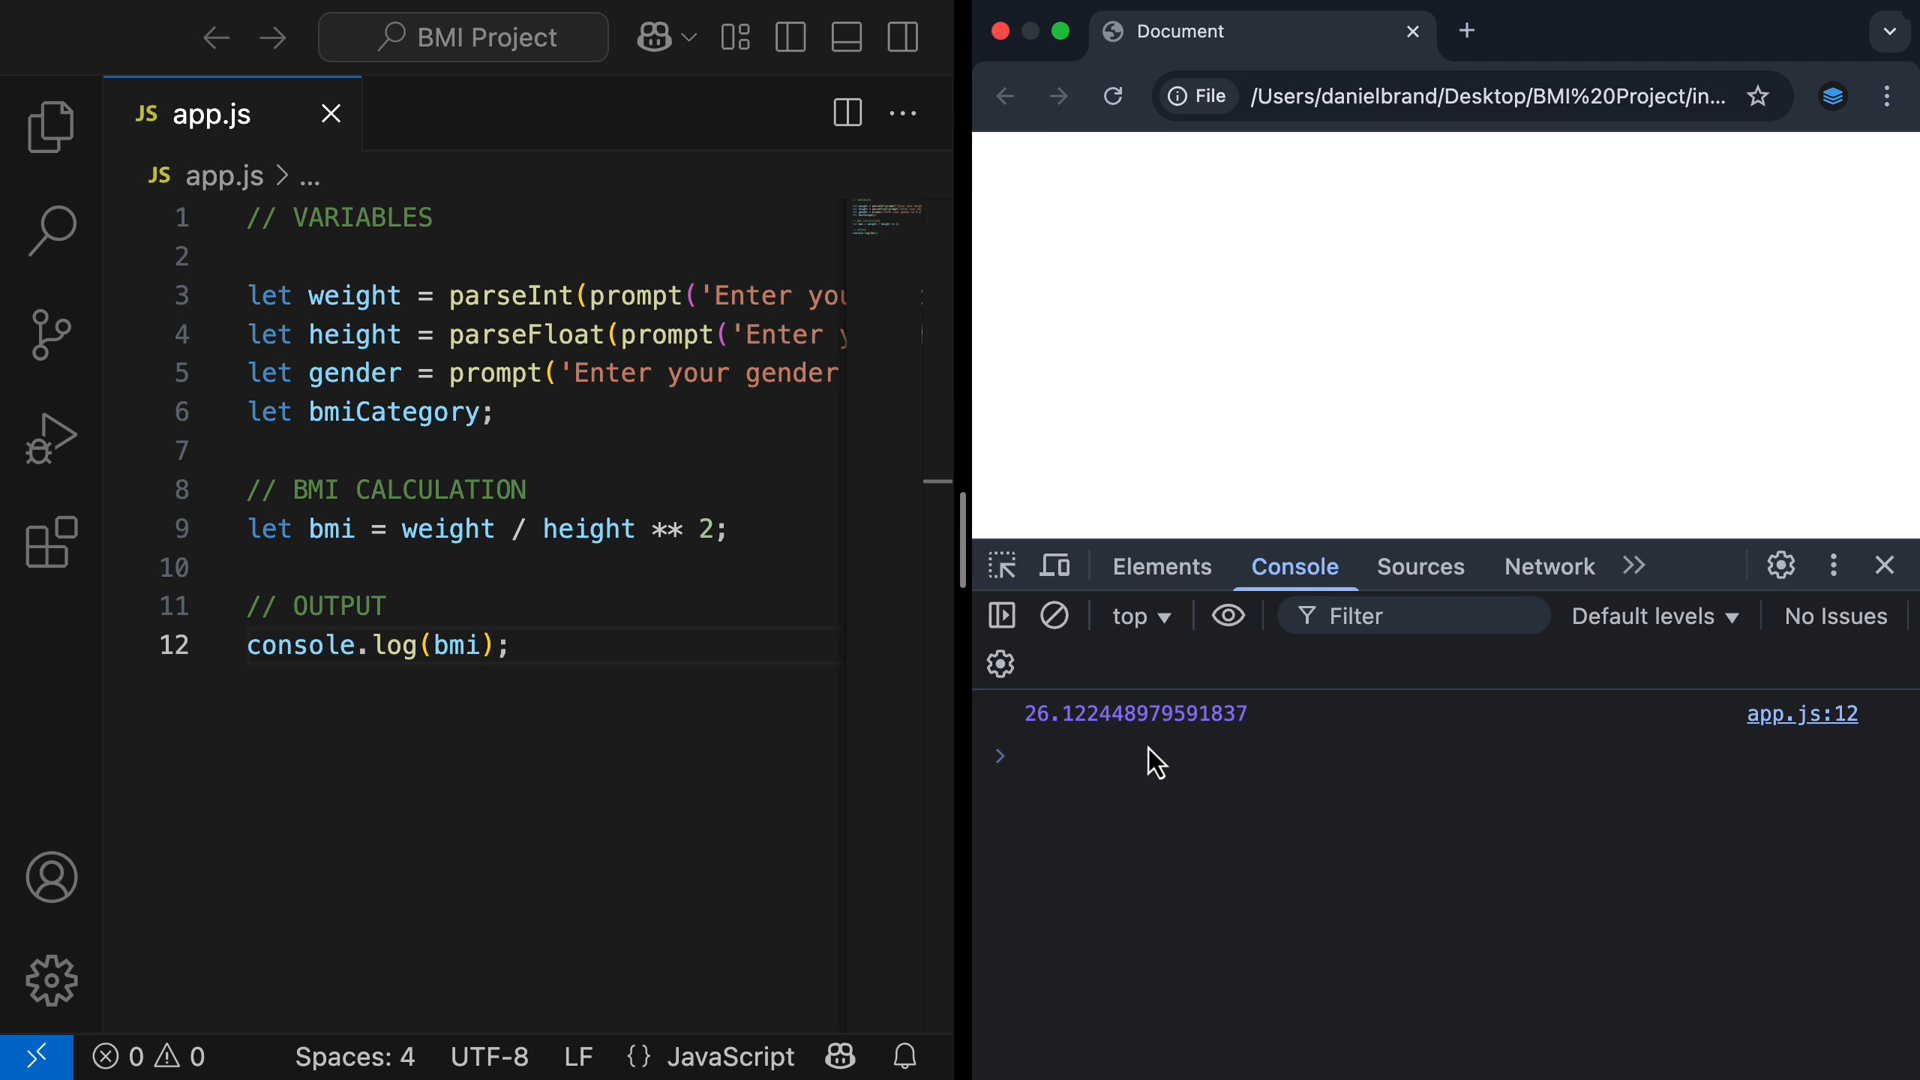 BMI Project
JS app.js
JS app.js > ...
1 // VARIABLES
2
3 let weight = parseInt(prompt('Enter you
4 let height = parseFloat(prompt('Enter y
5 let gender = prompt('Enter your gender
6 let bmiCategory;
7
8 // BMI CALCULATION
9 let bmi = weight / height ** 2;
10
11 // OUTPUT
12 console.log(bmi);
0 0 Spaces: 4 UTF-8 LF {} JavaScript
Document
File /Users/danielbrand/Desktop/BMI%20Project/in...
Elements Console Sources Network
top Filter Default levels No Issues
26.122448979591837 app.js:12